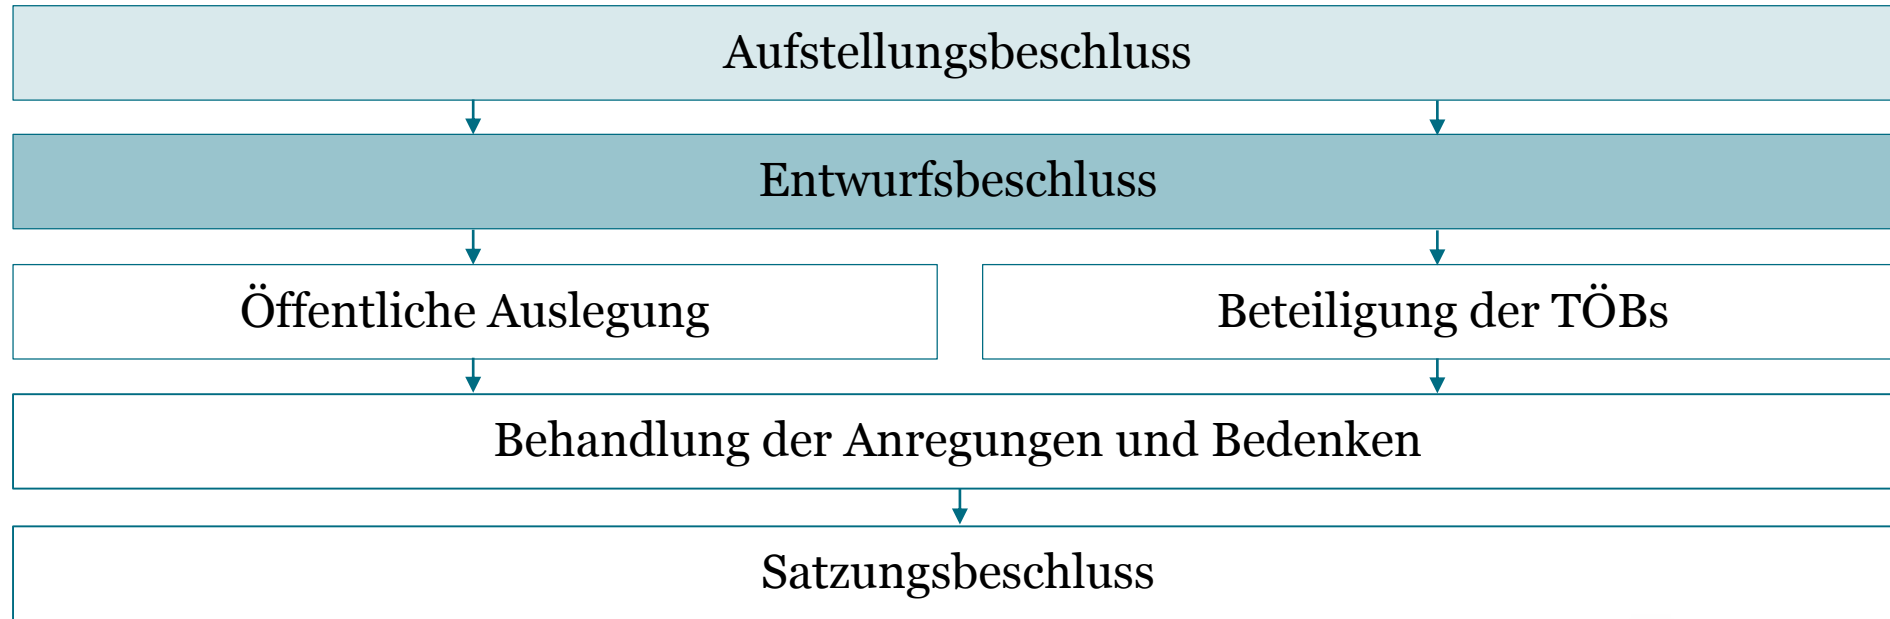 Aufstellungsbeschluss
Entwurfsbeschluss
Öffentliche Auslegung
Beteiligung der TÖBs
Behandlung der Anregungen und Bedenken
Satzungsbeschluss